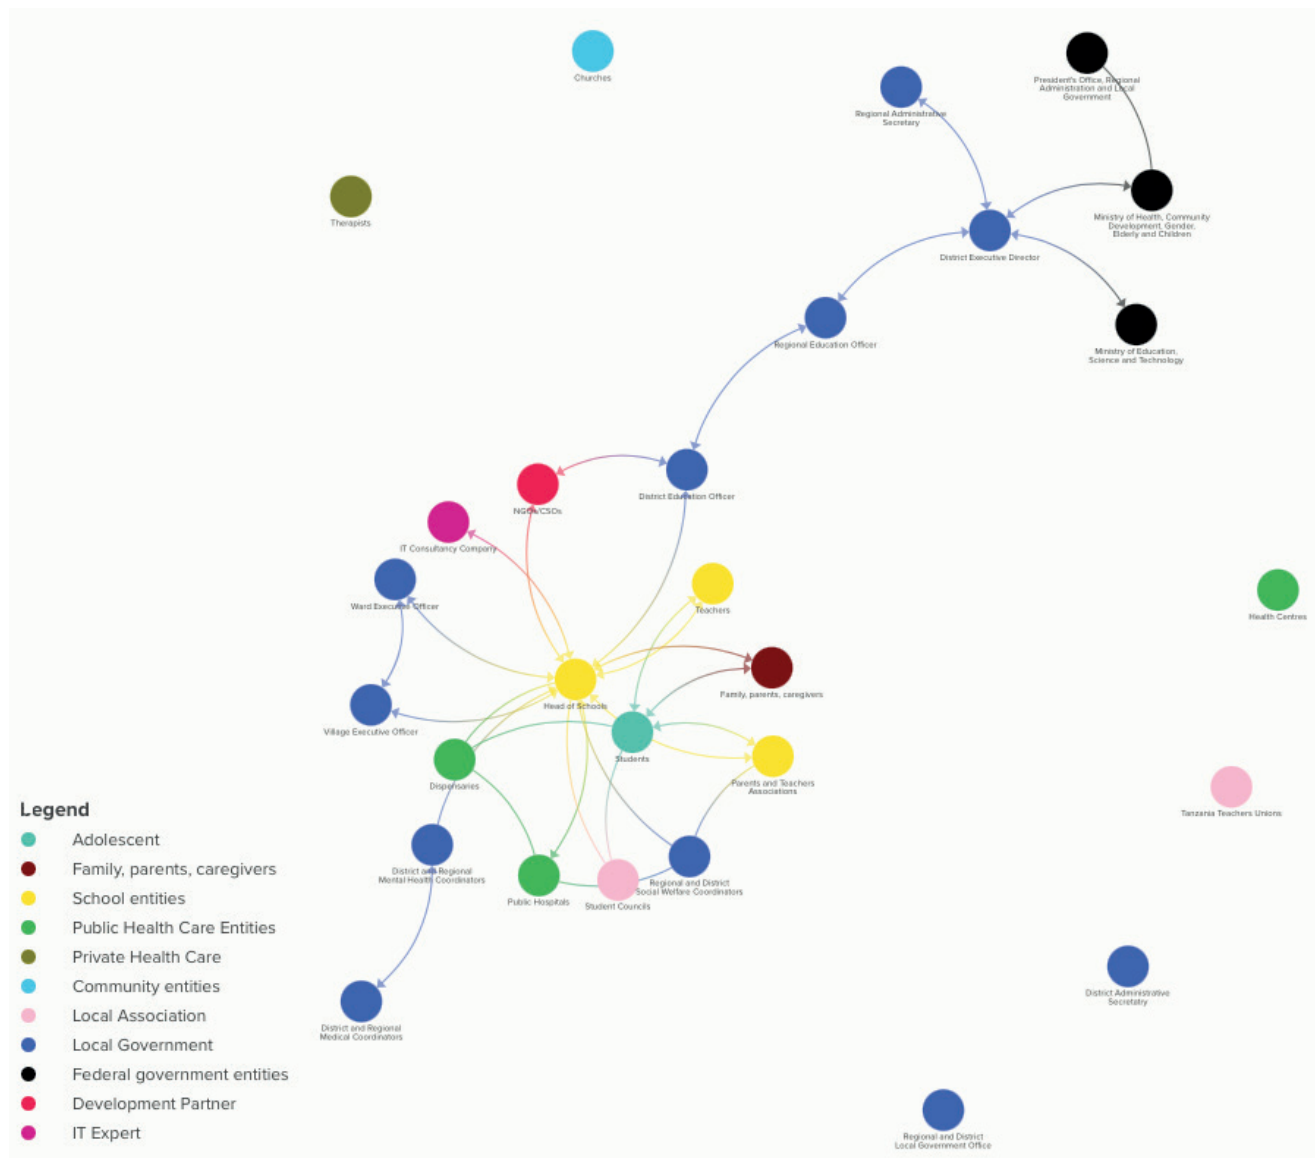 Churches
President's Office, Regional
Administration and Local
Government
Regional Administrative
Secretary
Therapists
Ministry of Health, Community
Development, Gender,
Elderly and Children
District Executive Director
Regional Education Officer
Ministry of Education,
Science and Technology
District Education Officer
NGOs/CSOs
IT Consultancy Company
Ward Executive Officer
Teachers
Health Centres
Family, parents, caregivers
Head of Schools
Village Executive Officer
Students
Dispensaries
Parents and Teachers
Associations
Tanzania Teachers Unions
District and Regional
Mental Health Coordinators
Public Hospitals
Student Councils
Regional and District
Social Welfare Coordinators
District Administrative
Secretatry
District and Regional
Medical Coordinators
Regional and District
Local Government Office
Legend
Adolescent
Family, parents, caregivers
School entities
Public Health Care Entities
Private Health Care
Community entities
Local Association
Local Government
Federal government entities
Development Partner
IT Expert